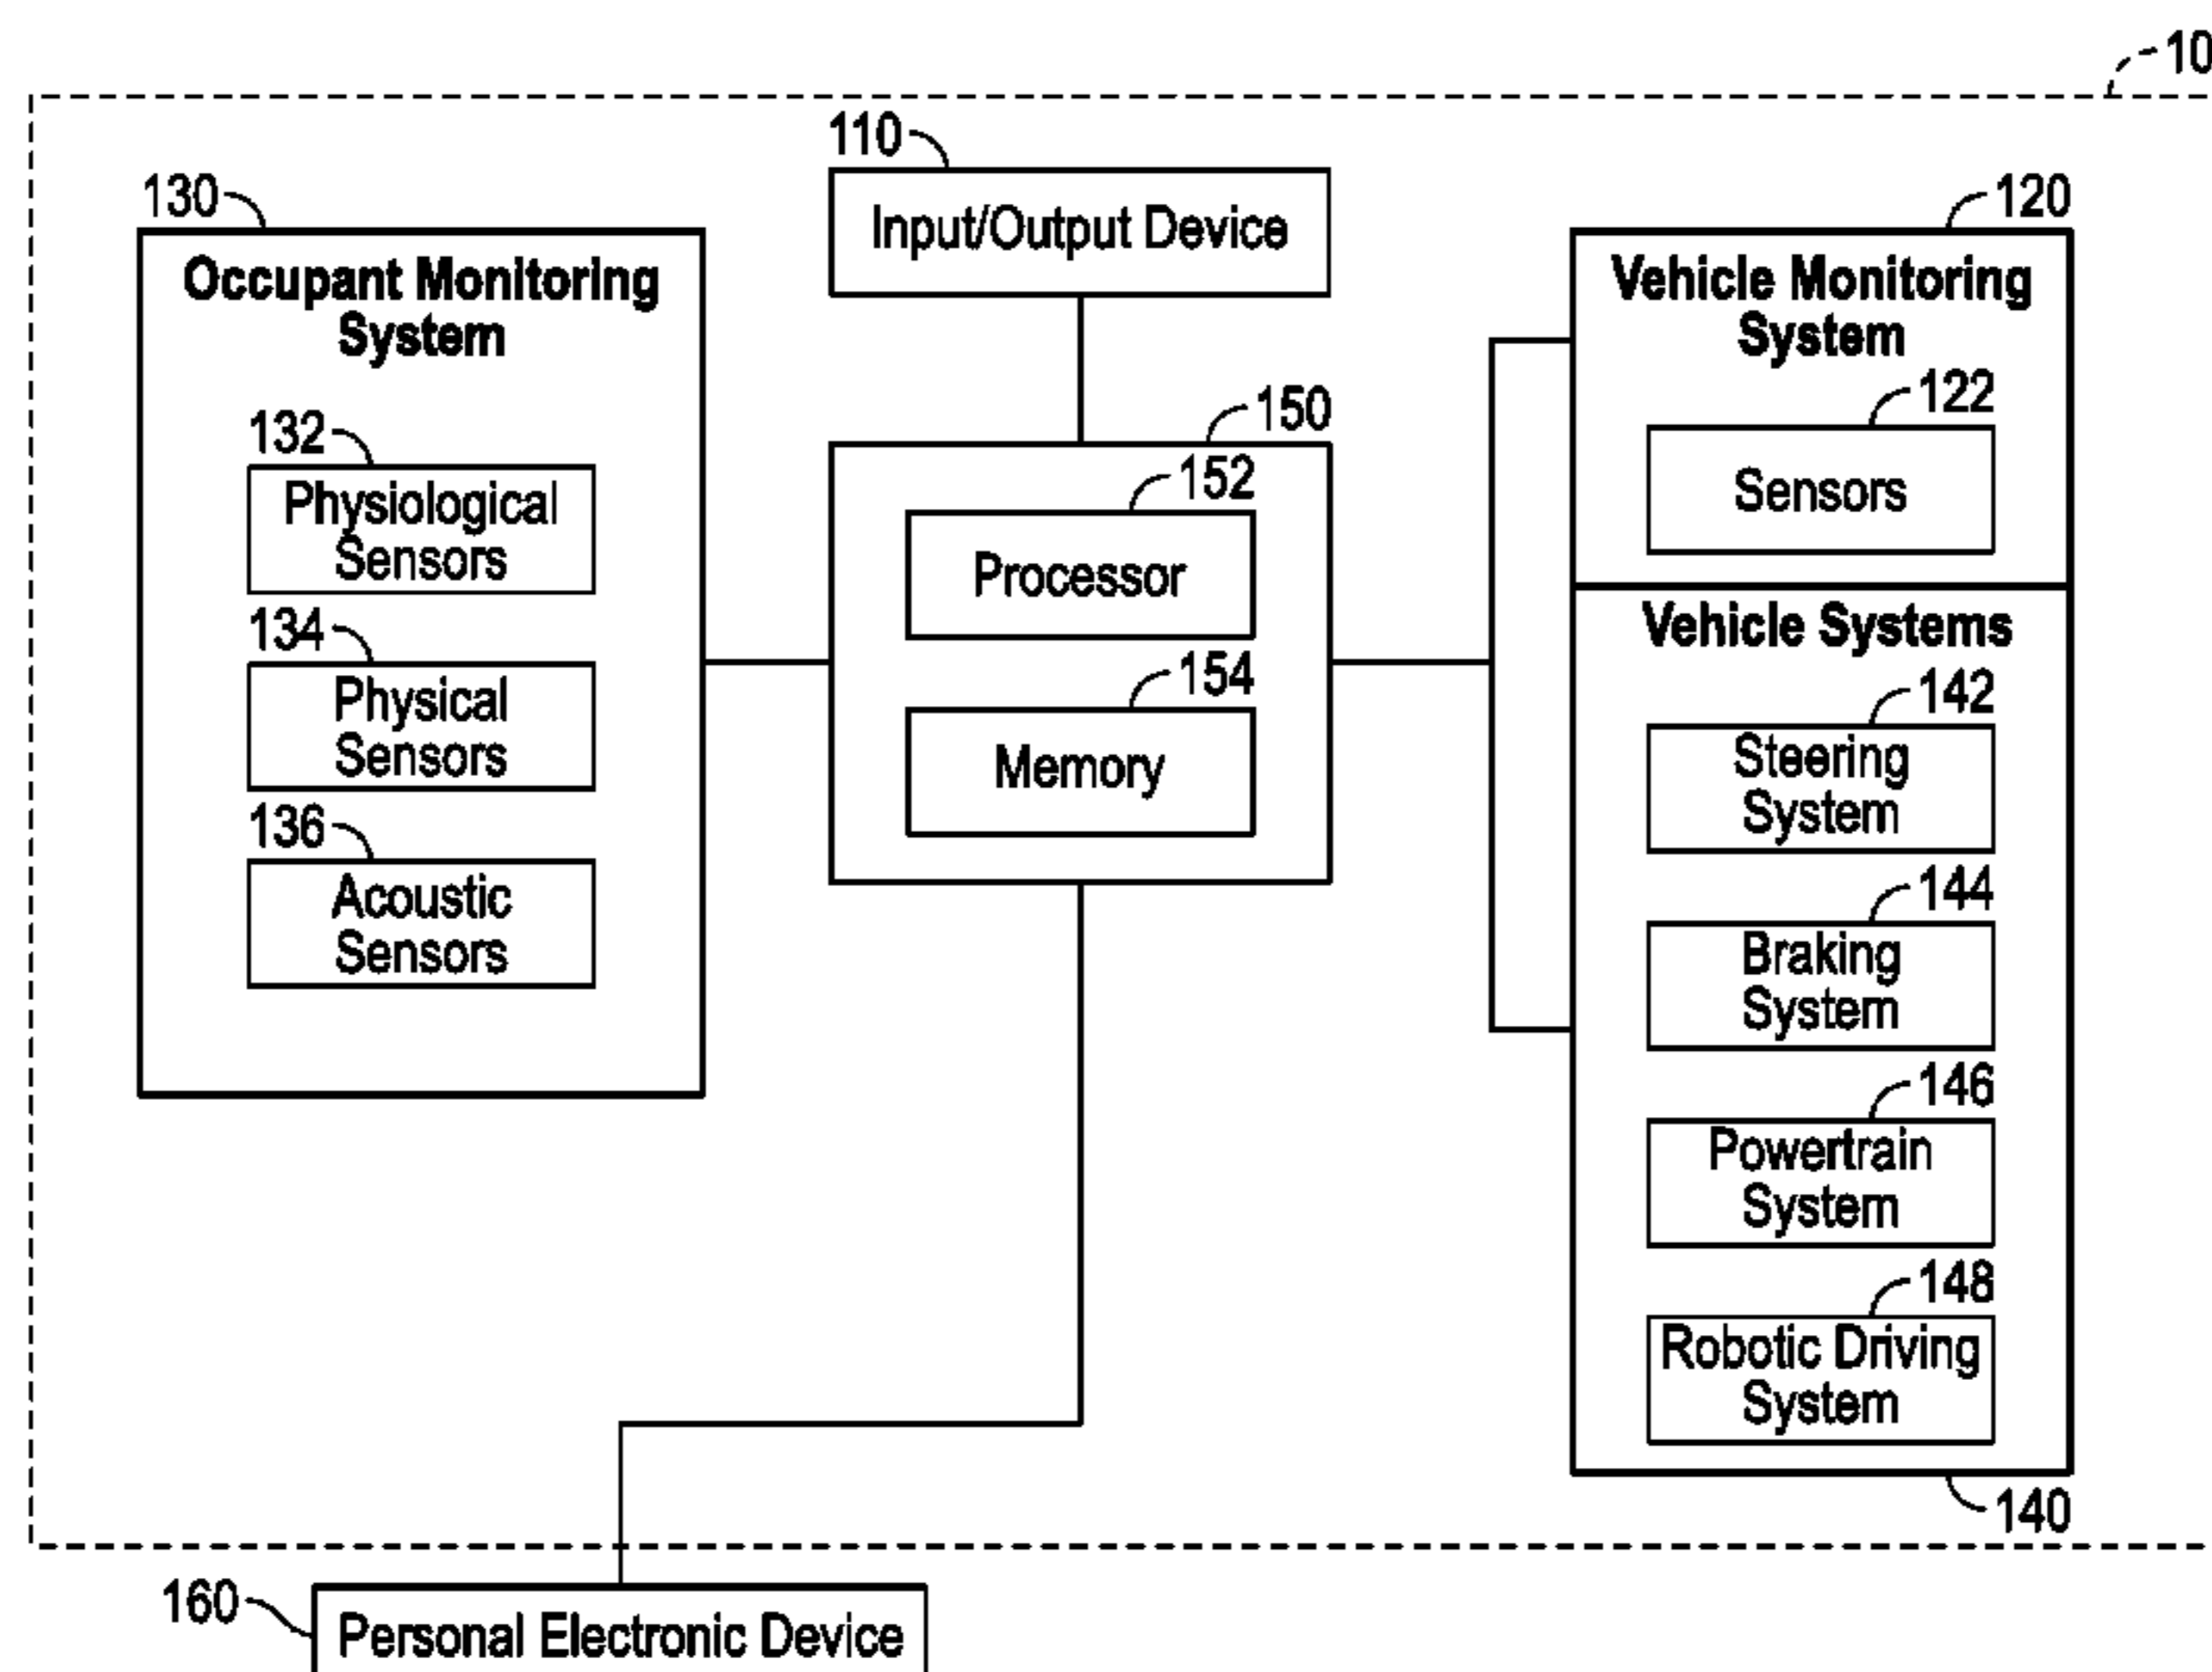 10
110
Input/Output Device
130
Occupant Monitoring
System
132
Physiological
Sensors
134
Physical
Sensors
136
Acoustic
Sensors
150
152
Processor
154
Memory
120
Vehicle Monitoring
System
122
Sensors
Vehicle Systems
142
Steering
System
144
Braking
System
146
Powertrain
System
148
Robotic Driving
System
140
160
Personal Electronic Device